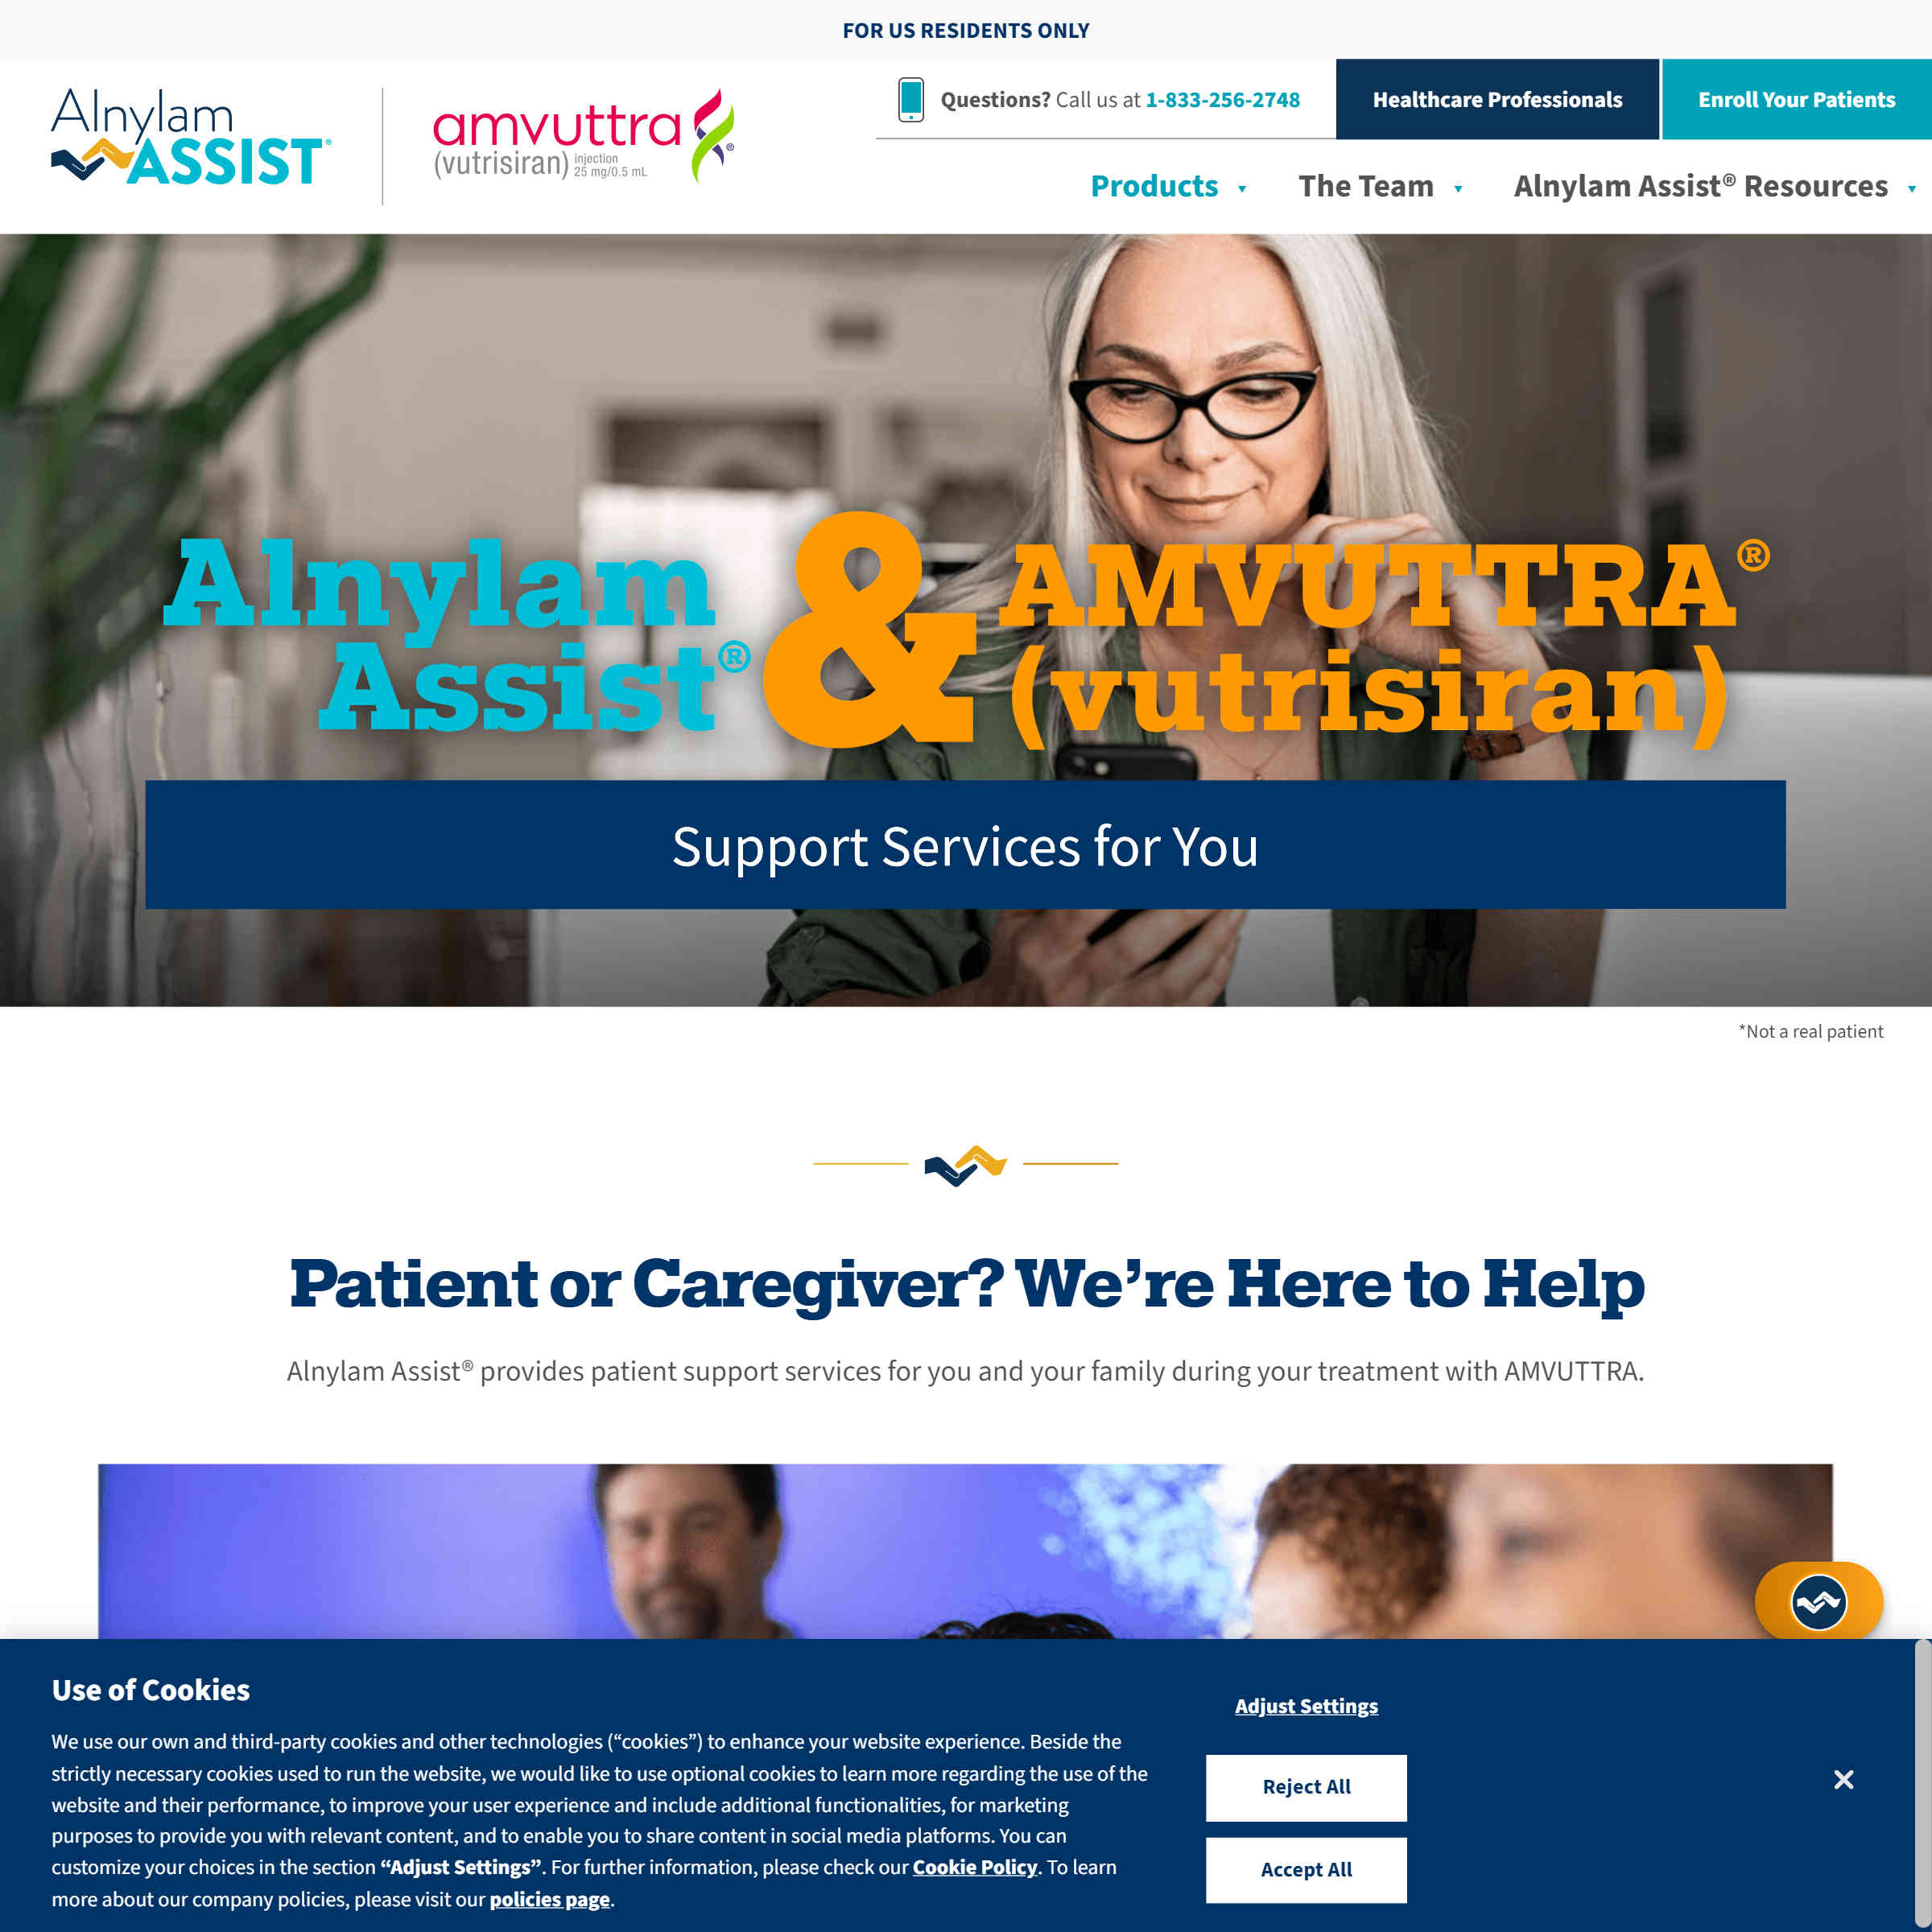 FOR US RESIDENTS ONLY
Alnylam
ASSIST®
amvuttra®
(vutrisiran) injection
25 mg/0.5 mL
Questions? Call us at 1-833-256-2748
Healthcare Professionals
Enroll Your Patients
Products
The Team
Alnylam Assist® Resources
Alnylam
Assist®
&
AMVUTTRA®
(vutrisiran)
Support Services for You
*Not a real patient
Patient or Caregiver? We’re Here to Help
Alnylam Assist® provides patient support services for you and your family during your treatment with AMVUTTRA.
Use of Cookies
We use our own and third-party cookies and other technologies (“cookies”) to enhance your website experience. Beside the
strictly necessary cookies used to run the website, we would like to use optional cookies to learn more regarding the use of the
website and their performance, to improve your user experience and include additional functionalities, for marketing
purposes to provide you with relevant content, and to enable you to share content in social media platforms. You can
customize your choices in the section “Adjust Settings”. For further information, please check our Cookie Policy. To learn
more about our company policies, please visit our policies page.
Adjust Settings
Reject All
Accept All